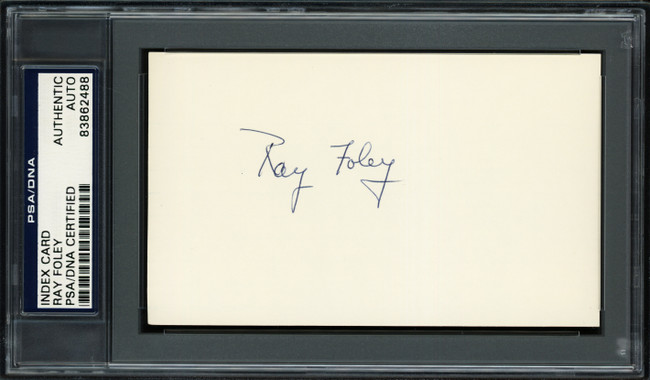 PSA/DNA
INDEX CARD
RAY FOLEY
PSA/DNA CERTIFIED
AUTHENTIC
AUTO
83862488
Ray Foley